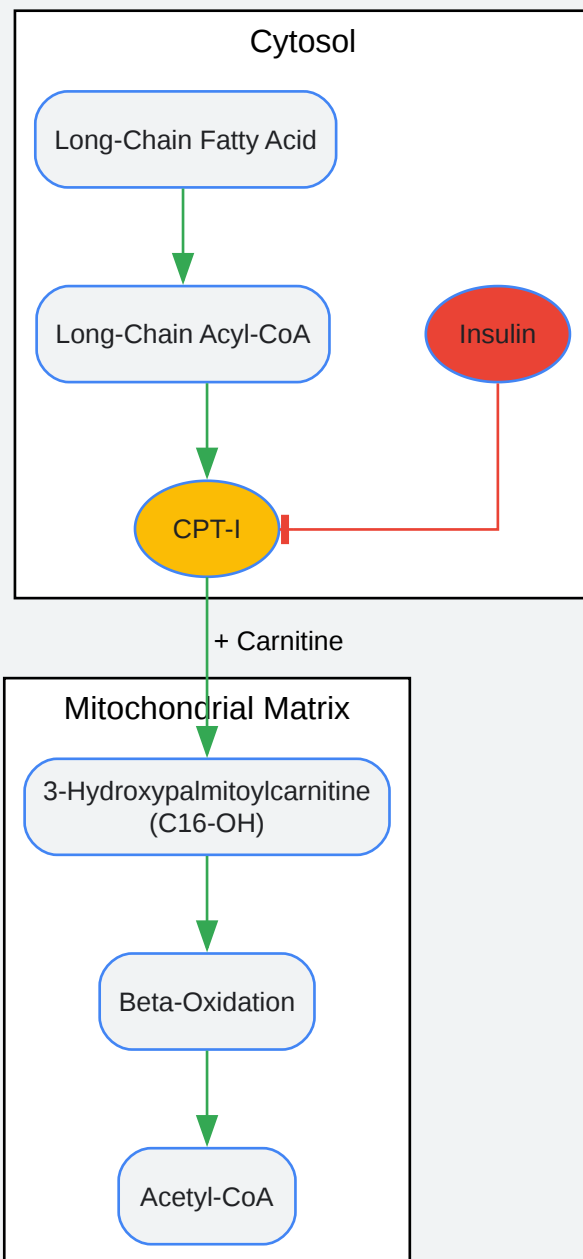 Cytosol
Long-Chain Fatty Acid
Long-Chain Acyl-CoA
Insulin
CPT-I
+ Carnitine
Mitochondrial Matrix
3-Hydroxypalmitoylcarnitine
(C16-OH)
Beta-Oxidation
Acetyl-CoA